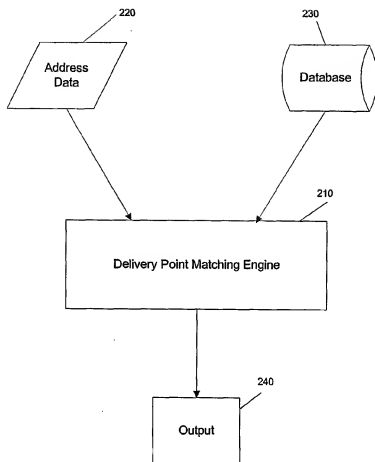 220
230
Address
Data
Database
210
Delivery Point Matching Engine
240
Output